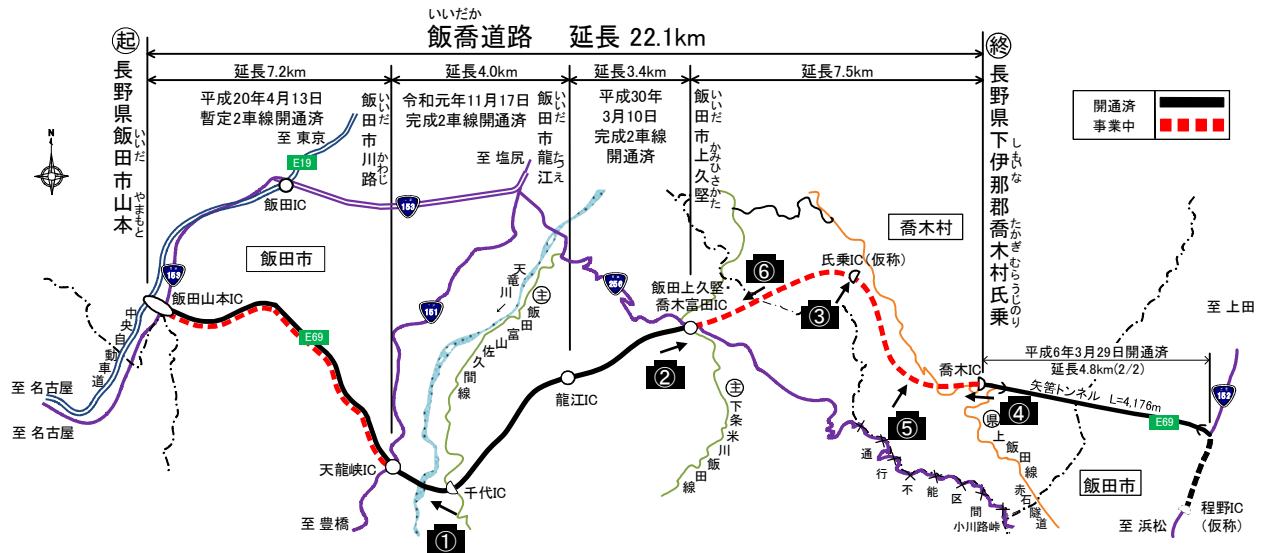 いいだか
飯喬道路 延長 22.1km
起
長野県飯田市山本
いいだ
やまもと
終
長野県下伊那郡喬木村氏乗
しもいな
たかぎむらうじのり
延長7.2km
延長4.0km
延長3.4km
延長7.5km
平成20年4月13日
暫定2車線開通済
飯田市川路
いいだ
かわじ
令和元年11月17日
完成2車線開通済
飯田市龍江
いいだ
たつえ
平成30年
3月10日
完成2車線
開通済
飯田市上久堅
いいだ
かみひさかた
開通済
事業中
N
至 東京
E19
飯田IC
153
至 塩尻
飯田市
153
飯田山本IC
中央自動車道
至 名古屋
至 名古屋
E69
151
天竜川
主
飯田富山佐久間線
256
飯田上久堅
喬木富田IC
⑥
氏乗IC(仮称)
③
喬木村
②
龍江IC
主
下条米川飯田線
天龍峡IC
千代IC
①
至 豊橋
喬木IC
④
⑤
県
上飯田線
赤石隧道
通行不能区間
小川路峠
平成6年3月29日開通済
延長4.8km(2/2)
矢筈トンネル L=4,176m
E69
至 上田
152
飯田市
程野IC
(仮称)
至 浜松